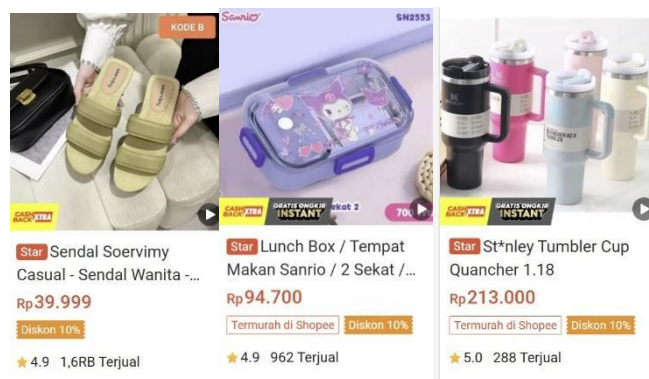 KODE B
CASH BACK XTRA
Star Sendal Soervimy
Casual - Sendal Wanita -...
Rp39.999
Diskon 10%
4.9 1,6RB Terjual
Sanrio
SN2553
CASH BACK XTRA
GRATIS ONGKIR
INSTANT
ekat 2
700
Star Lunch Box / Tempat
Makan Sanrio / 2 Sekat /...
Rp94.700
Termurah di Shopee Diskon 10%
4.9 962 Terjual
CASH BACK XTRA
GRATIS ONGKIR
INSTANT
Star St*nley Tumbler Cup
Quancher 1.18
Rp213.000
Termurah di Shopee Diskon 10%
5.0 288 Terjual